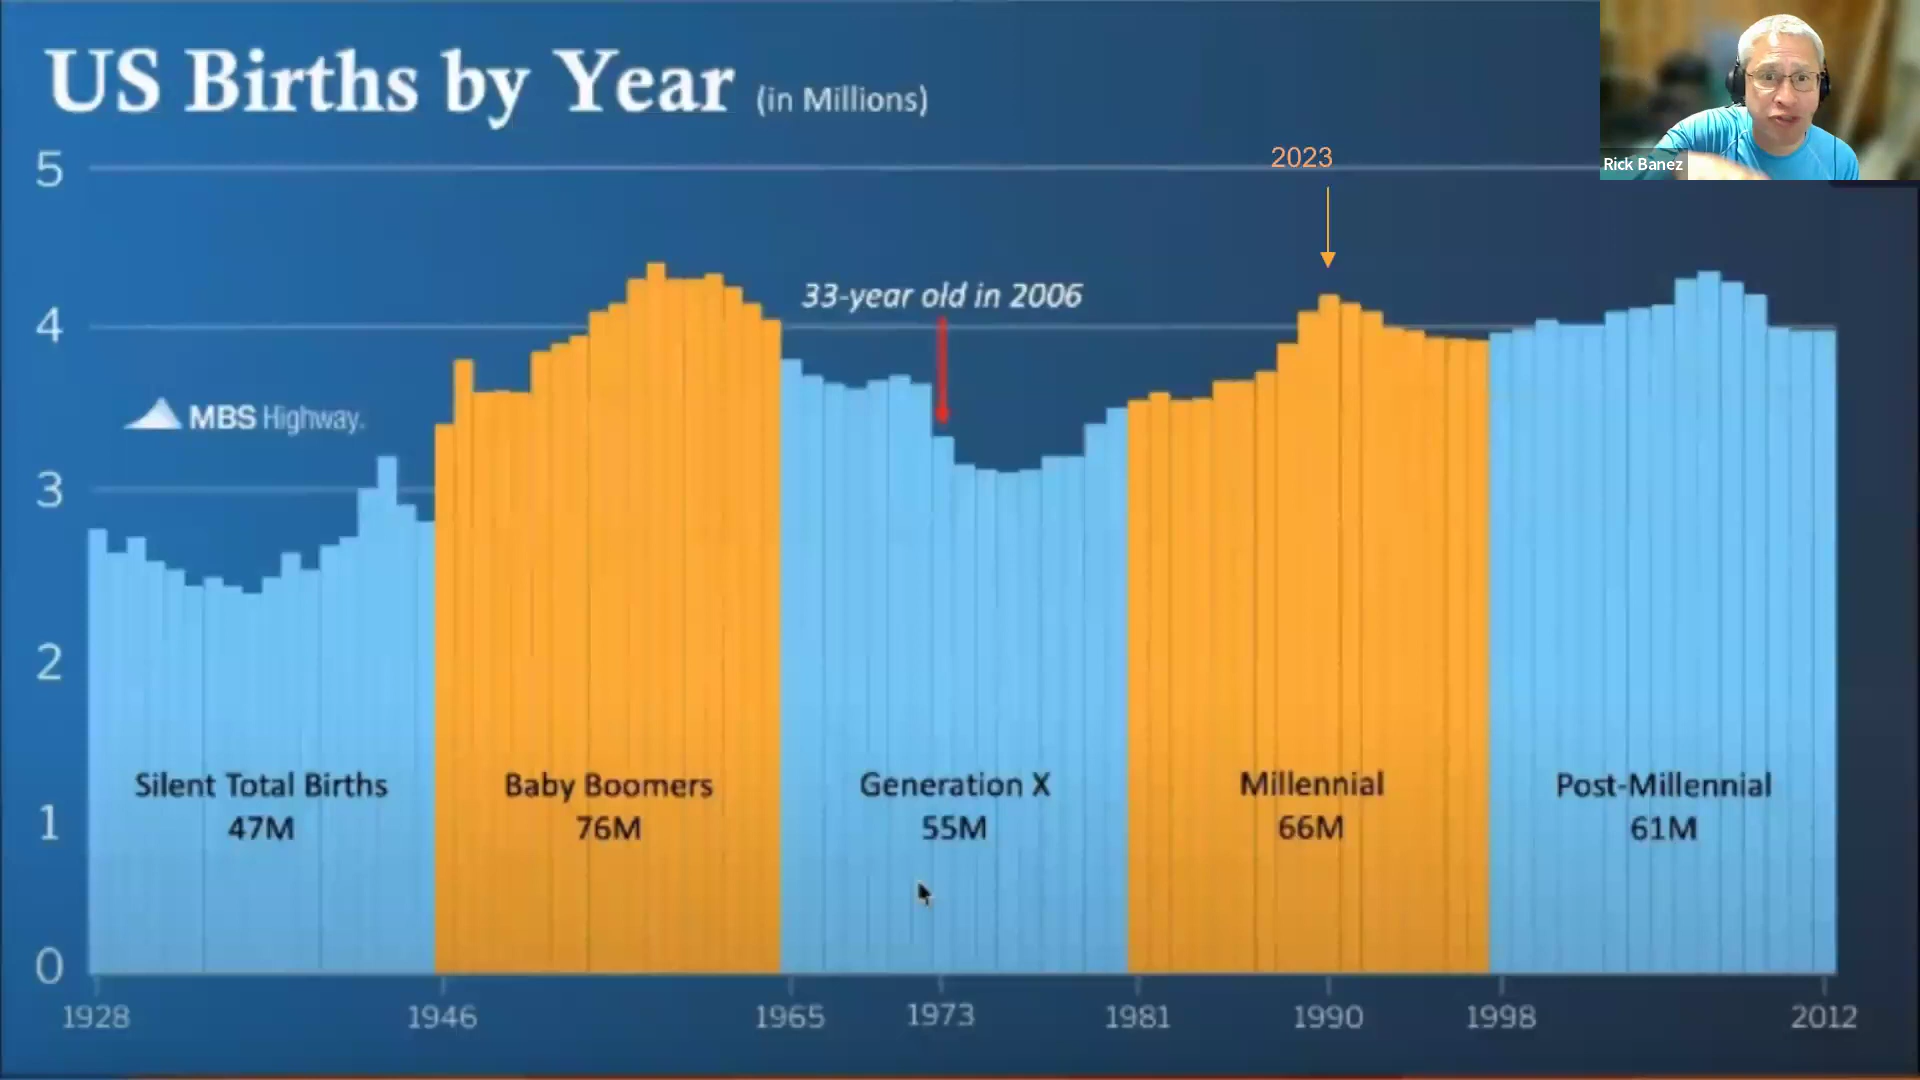 US Births by Year (in Millions)
Rick Banez
5
2023
33-year old in 2006
4
MBS Highway.
3
2
Silent Total Births
47M
Baby Boomers
76M
Generation X
55M
Millennial
66M
Post-Millennial
61M
1
0
1928 1946 1965 1973 1981 1990 1998 2012